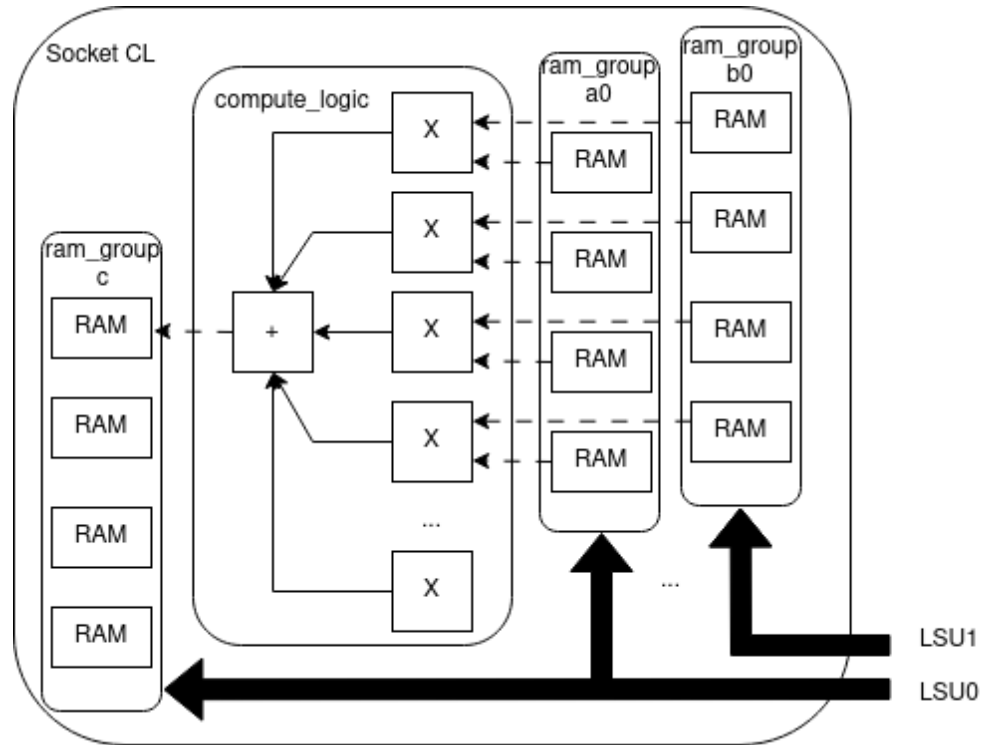 Socket CL
compute_logic
ram_group
a0
ram_group
b0
X
RAM
RAM
X
RAM
RAM
ram_group
c
RAM
+
X
RAM
RAM
RAM
X
RAM
RAM
...
RAM
X
...
RAM
LSU1
LSU0